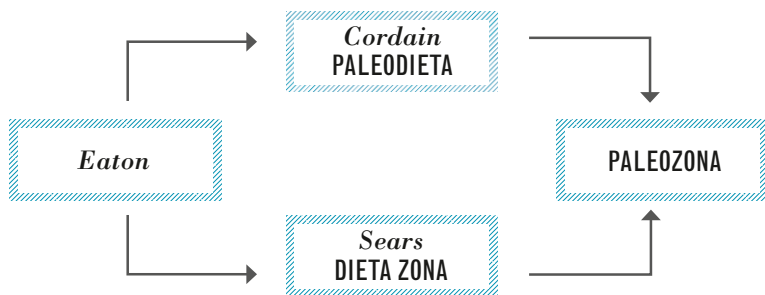 Cordain
PALEODIETA
Eaton
PALEOZONA
Sears
DIETA ZONA